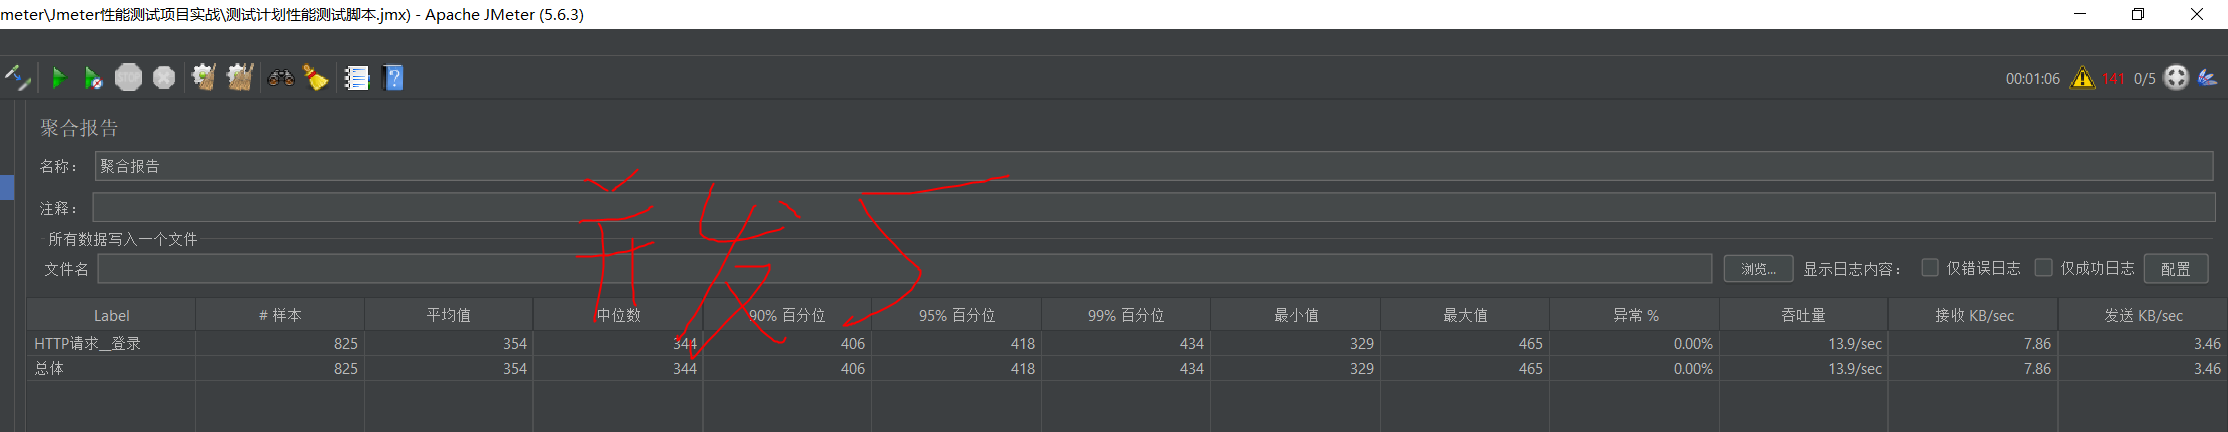 meter\Jmeter性能测试项目实战\测试计划性能测试脚本.jmx) - Apache JMeter (5.6.3)
STOP
00:01:06 141 0/5
聚合报告
名称： 聚合报告
注释：
所有数据写入一个文件
文件名 浏览... 显示日志内容： 仅错误日志 仅成功日志 配置
Label # 样本 平均值 中位数 90% 百分位 95% 百分位 99% 百分位 最小值 最大值 异常 % 吞吐量 接收 KB/sec 发送 KB/sec
HTTP请求__登录 825 354 344 406 418 434 329 465 0.00% 13.9/sec 7.86 3.46
总体 825 354 344 406 418 434 329 465 0.00% 13.9/sec 7.86 3.46